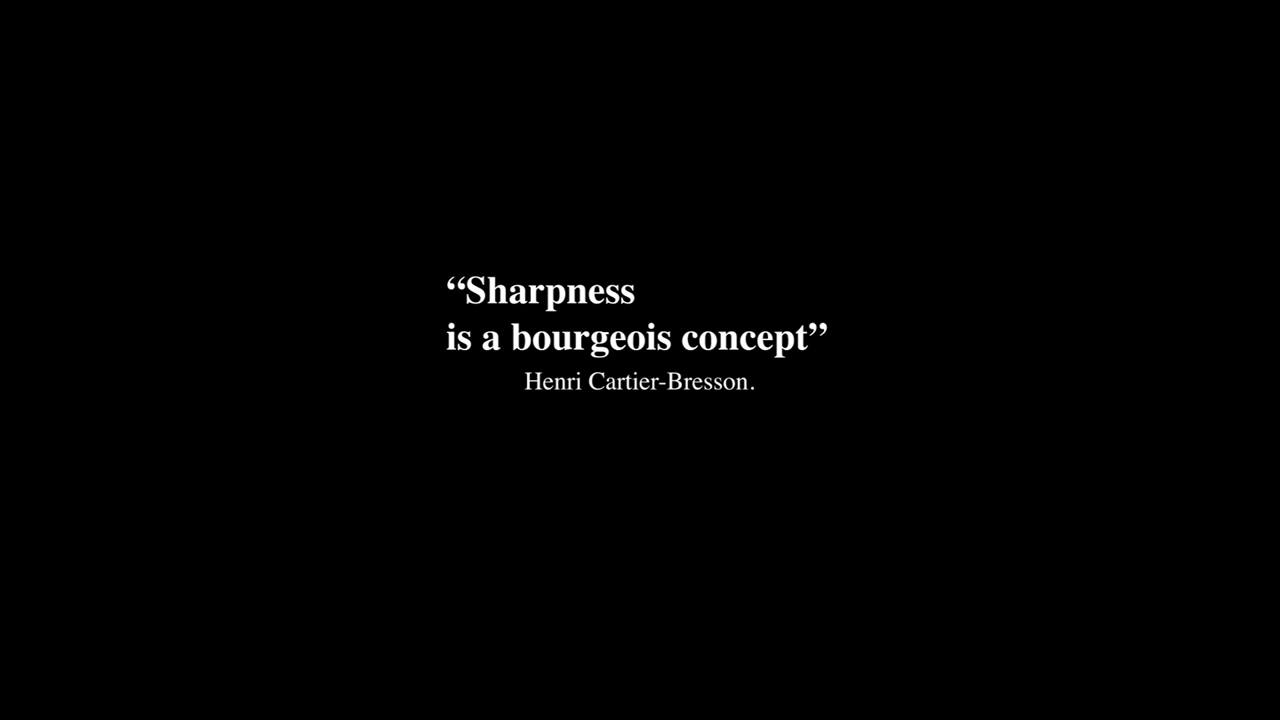 “Sharpness
is a bourgeois concept”
Henri Cartier-Bresson.